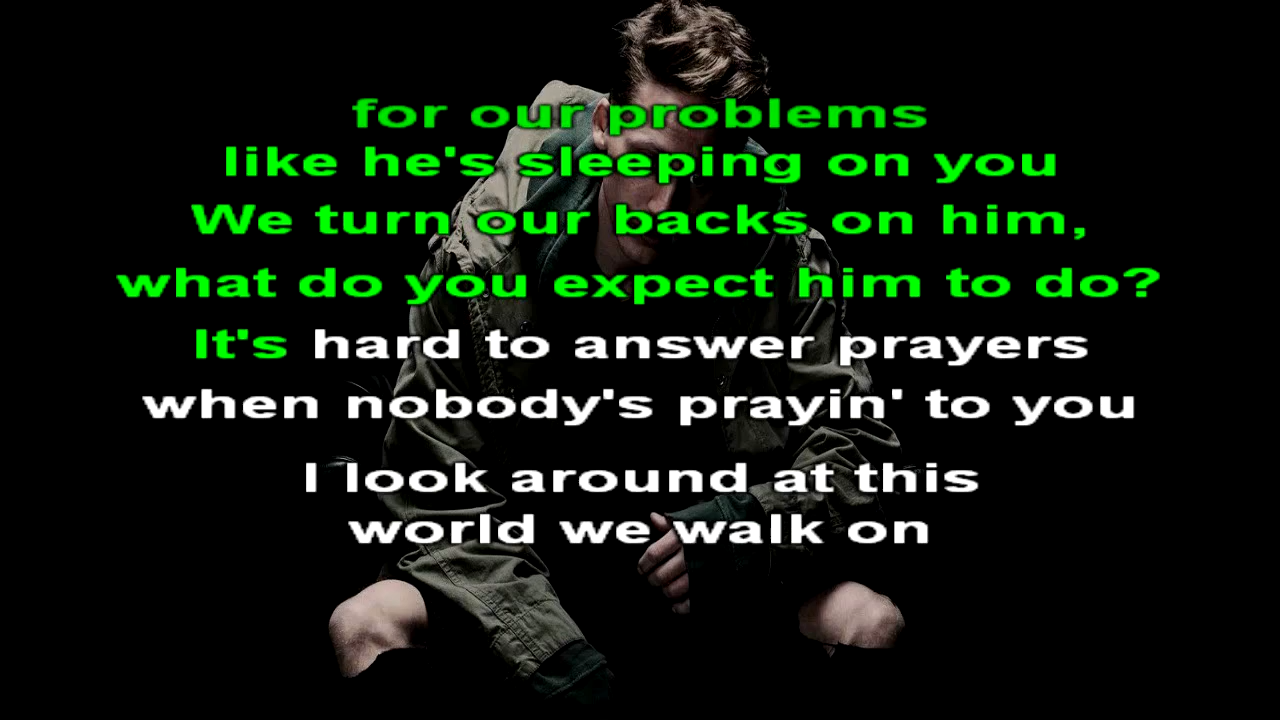 for our problems
like he's sleeping on you
We turn our backs on him,
what do you expect him to do?
It's hard to answer prayers
when nobody's prayin' to you
I look around at this
world we walk on